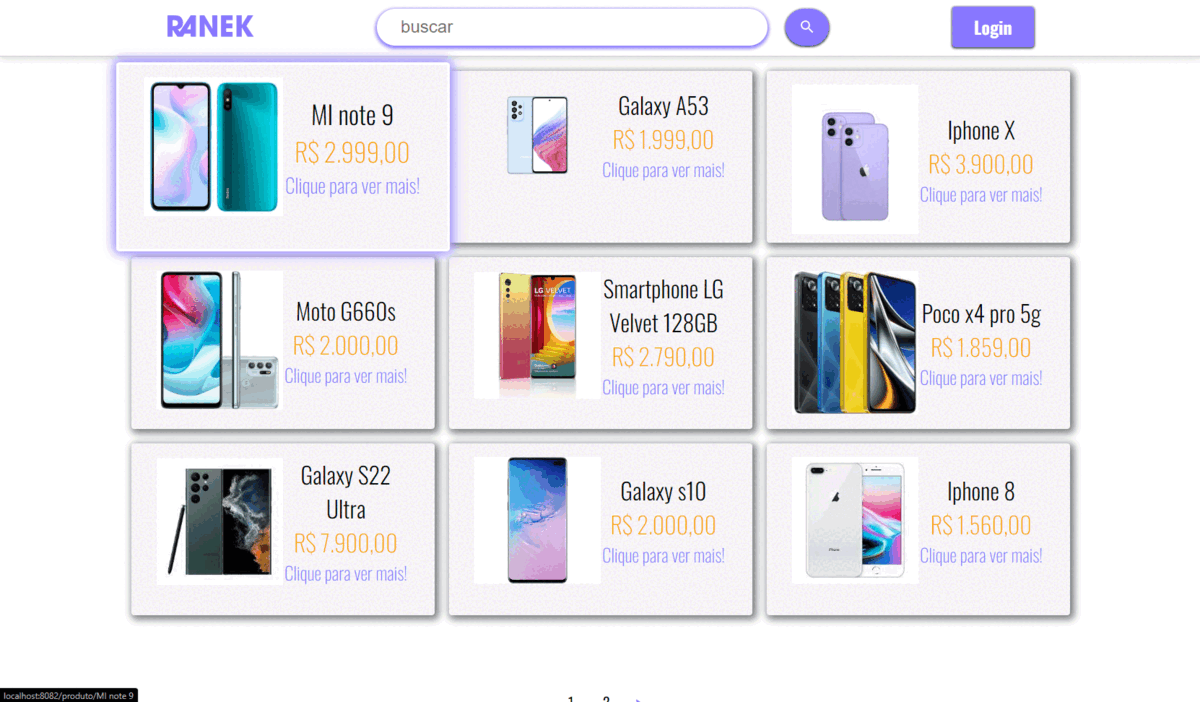 RANEK
buscar
Login
MI note 9
R$ 2.999,00
Clique para ver mais!
Galaxy A53
R$ 1.999,00
Clique para ver mais!
Iphone X
R$ 3.900,00
Clique para ver mais!
Moto G660s
R$ 2.000,00
Clique para ver mais!
LG VELVET
Smartphone LG
Velvet 128GB
R$ 2.790,00
Clique para ver mais!
Poco x4 pro 5g
R$ 1.859,00
Clique para ver mais!
Galaxy S22
Ultra
R$ 7.900,00
Clique para ver mais!
Galaxy s10
R$ 2.000,00
Clique para ver mais!
Iphone 8
R$ 1.560,00
Clique para ver mais!
1 2
localhost:8082/produto/MI note 9